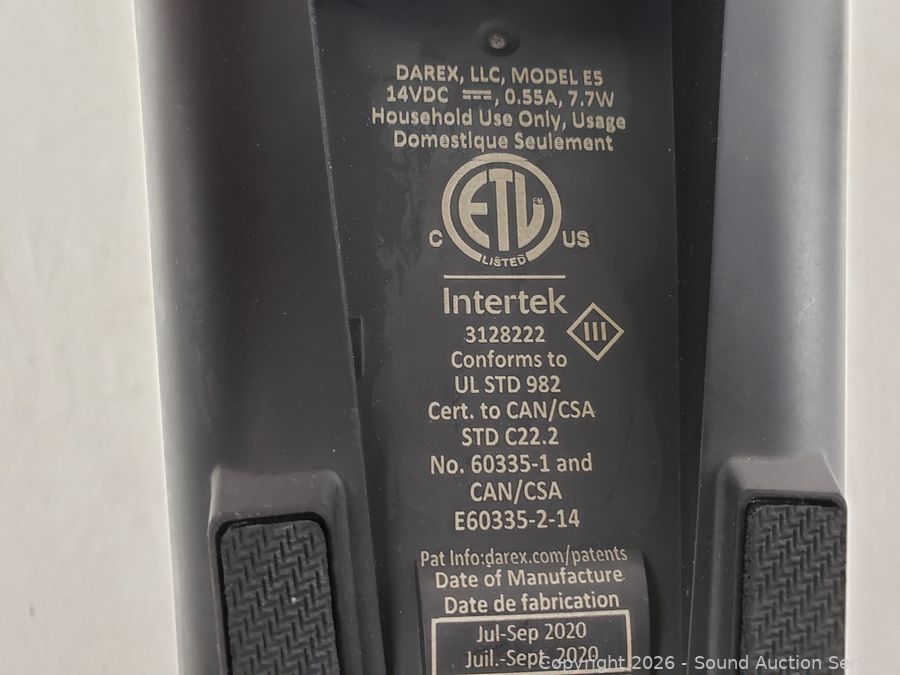 DAREX, LLC, MODEL E5
14VDC ⎓, 0.55A, 7.7W
Household Use Only, Usage
Domestique Seulement
ETL
CM
C US
LISTED
Intertek
3128222
III
Conforms to
UL STD 982
Cert. to CAN/CSA
STD C22.2
No. 60335-1 and
CAN/CSA
E60335-2-14
Pat Info:darex.com/patents
Date of Manufacture
Date de fabrication
Jul-Sep 2020
Juil.-Sept. 2020
Copyright 2026 - Sound Auction